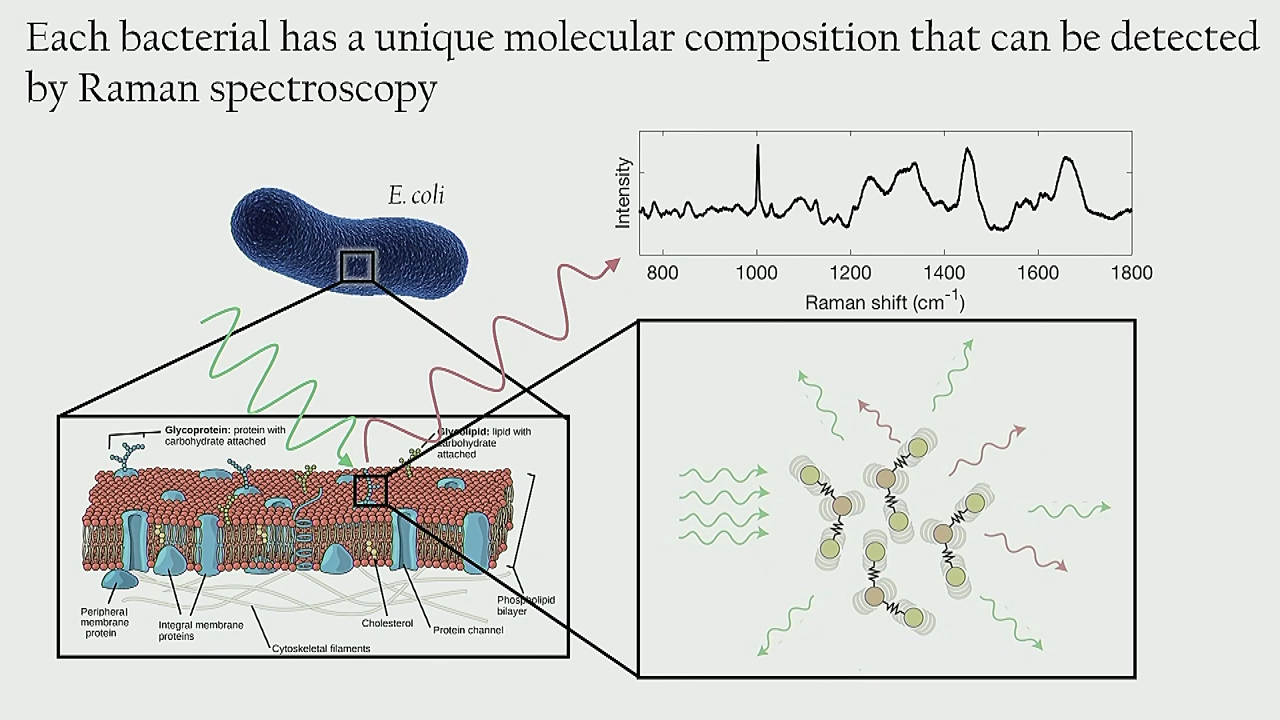 Each bacterial has a unique molecular composition that can be detected
by Raman spectroscopy
E. coli
Intensity
800 1000 1200 1400 1600 1800
Raman shift (cm⁻¹)
Glycoprotein: protein with
carbohydrate attached
Glycolipid: lipid with
carbohydrate
attached
Peripheral
membrane
protein
Integral membrane
proteins
Cytoskeletal filaments
Cholesterol
Protein channel
Phospholipid
bilayer